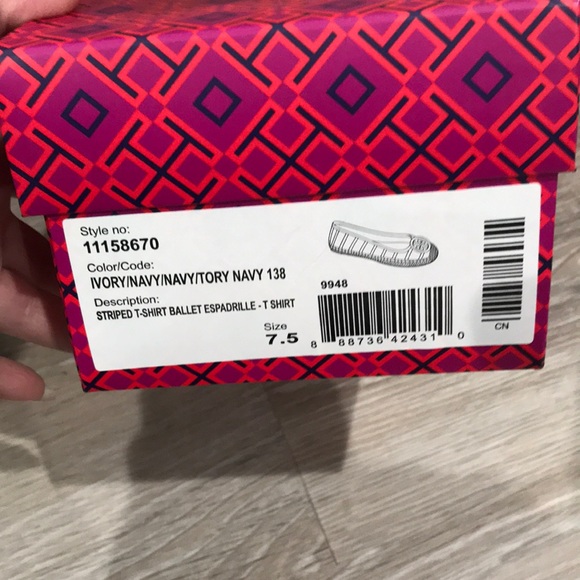 Style no:
11158670
Color/Code:
IVORY/NAVY/NAVY/TORY NAVY 138
Description:
STRIPED T-SHIRT BALLET ESPADRILLE - T SHIRT
Size
7.5
9948
8 88736 42431 0
CN